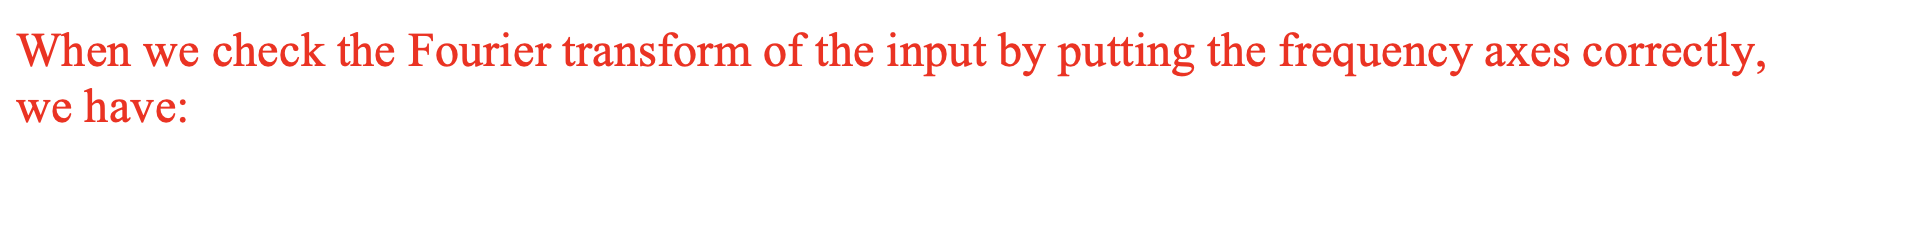 When we check the Fourier transform of the input by putting the frequency axes correctly,
we have: